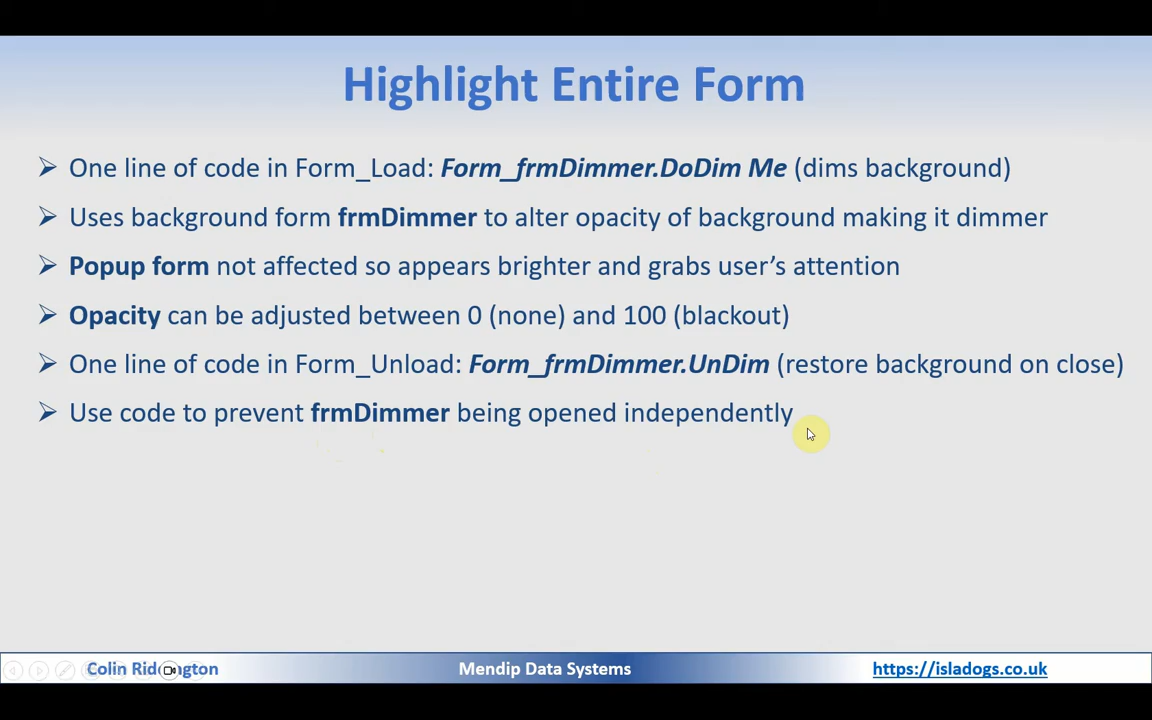 Highlight Entire Form
One line of code in Form_Load: Form_frmDimmer.DoDim Me (dims background)
Uses background form frmDimmer to alter opacity of background making it dimmer
Popup form not affected so appears brighter and grabs user’s attention
Opacity can be adjusted between 0 (none) and 100 (blackout)
One line of code in Form_Unload: Form_frmDimmer.UnDim (restore background on close)
Use code to prevent frmDimmer being opened independently
Colin Riddington
Mendip Data Systems
https://isladogs.co.uk